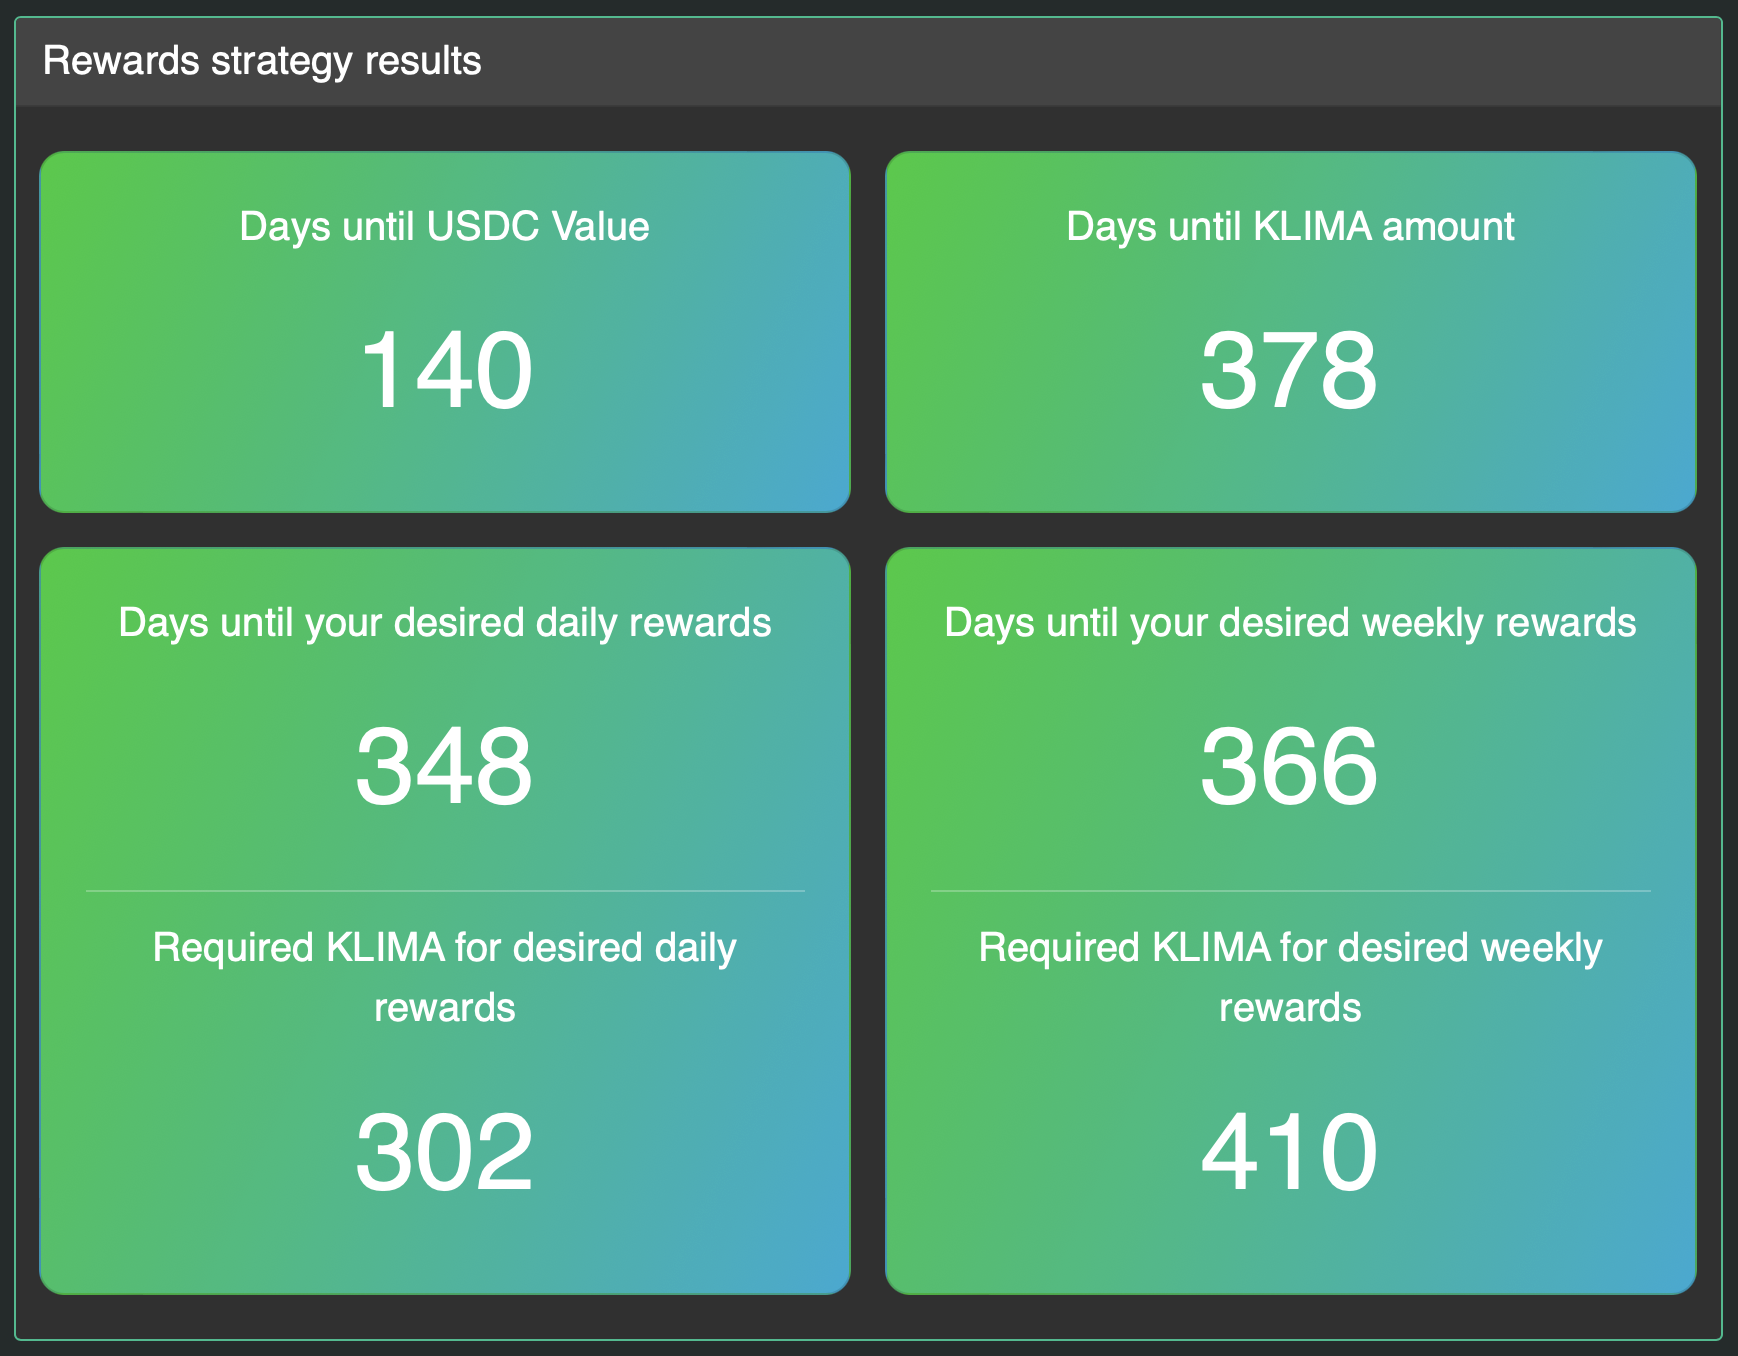 Rewards strategy results
Days until USDC Value
140
Days until KLIMA amount
378
Days until your desired daily rewards
348
Required KLIMA for desired daily
rewards
302
Days until your desired weekly rewards
366
Required KLIMA for desired weekly
rewards
410